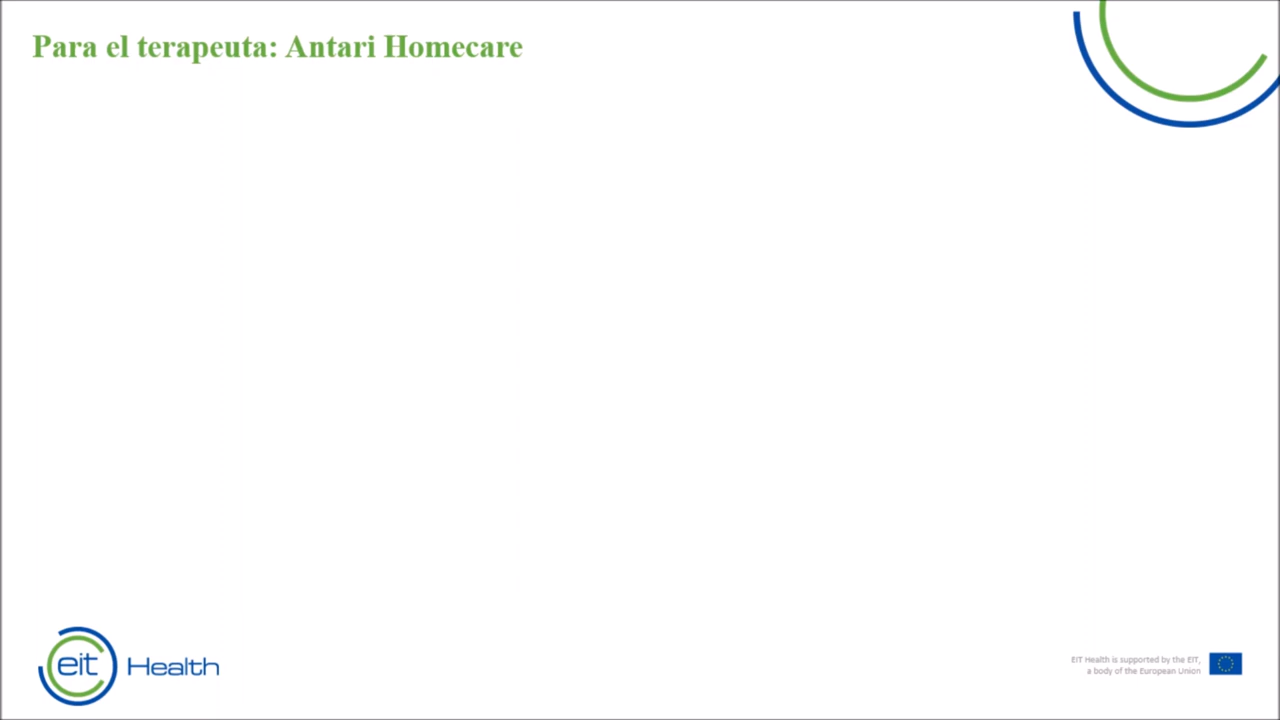 Para el terapeuta: Antari Homecare
eit Health
EIT Health is supported by the EIT,
a body of the European Union